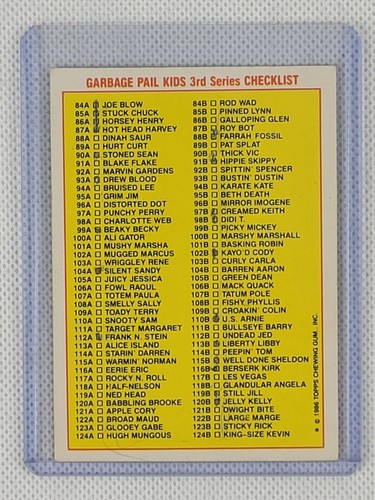 GARBAGE PAIL KIDS 3rd Series CHECKLIST
84A JOE BLOW
85A STUCK CHUCK
86A HORSEY HENRY
87A HOT HEAD HARVEY
88A DINAH SAUR
89A HURT CURT
90A STONED SEAN
91A BLAKE FLAKE
92A MARVIN GARDENS
93A DREW BLOOD
94A BRUISED LEE
95A GRIM JIM
96A DISTORTED DOT
97A PUNCHY PERRY
98A CHARLOTTE WEB
99A BEAKY BECKY
100A ALI GATOR
101A MUSHY MARSHA
102A MUGGED MARCUS
103A WRIGGLEY RENE
104A SILENT SANDY
105A JUICY JESSICA
106A FOWL RAOUL
107A TOTEM PAULA
108A SMELLY SALLY
109A TOADY TERRY
110A SNOOTY SAM
111A TARGET MARGARET
112A FRANK N. STEIN
113A ALICE ISLAND
114A STARIN' DARREN
115A WARMIN' NORMAN
116A EERIE ERIC
117A ROCKY N. ROLL
118A HALF-NELSON
119A NED HEAD
120A BABBLING BROOKE
121A APPLE CORY
122A BROAD MAUD
123A GLOOEY GABE
124A HUGH MUNGOUS
84B ROD WAD
85B PINNED LYNN
86B GALLOPING GLEN
87B ROY BOT
88B FARRAH FOSSIL
89B PAT SPLAT
90B THICK VIC
91B HIPPIE SKIPPY
92B SPITTIN' SPENCER
93B BUSTIN' DUSTIN
94B KARATE KATE
95B BETH DEATH
96B MIRROR IMOGENE
97B CREAMED KEITH
98B DIDI T.
99B PICKY MICKEY
100B MARSHY MARSHALL
101B BASKING ROBIN
102B KAYO'D CODY
103B CURLY CARLA
104B BARREN AARON
105B GREEN DEAN
106B MACK QUACK
107B TATUM POLE
108B FISHY PHYLLIS
109B CROAKIN' COLIN
110B U.S. ARNIE
111B BULLSEYE BARRY
112B UNDEAD JED
113B LIBERTY LIBBY
114B PEEPIN' TOM
115B WELL DONE SHELDON
116B BERSERK KIRK
117B LES VEGAS
118B GLANDULAR ANGELA
119B STILL JILL
120B JELLY KELLY
121B DWIGHT BITE
122B LARGE MARGE
123B STICKY RICK
124B KING-SIZE KEVIN
* © 1986 TOPPS CHEWING GUM, INC.